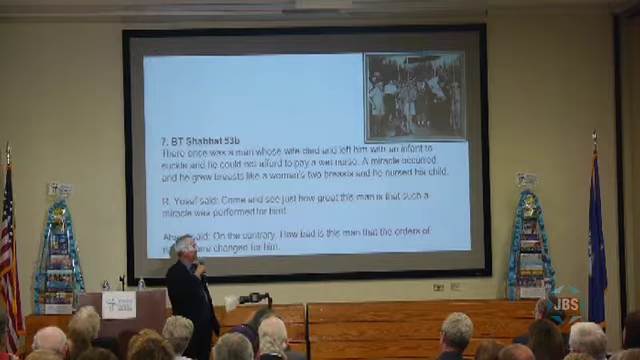 7. BT Shabbat 53b
There once was a man whose wife died and left him with an infant to
suckle and he could not afford to pay a wet nurse. A miracle occurred
and he grew breasts like a woman's two breasts and he nursed his child.
R. Yosef said: Come and see just how great this man is that such a
miracle was performed for him!
said: On the contrary. How bad is this man that the orders of
were changed for him.
JBS